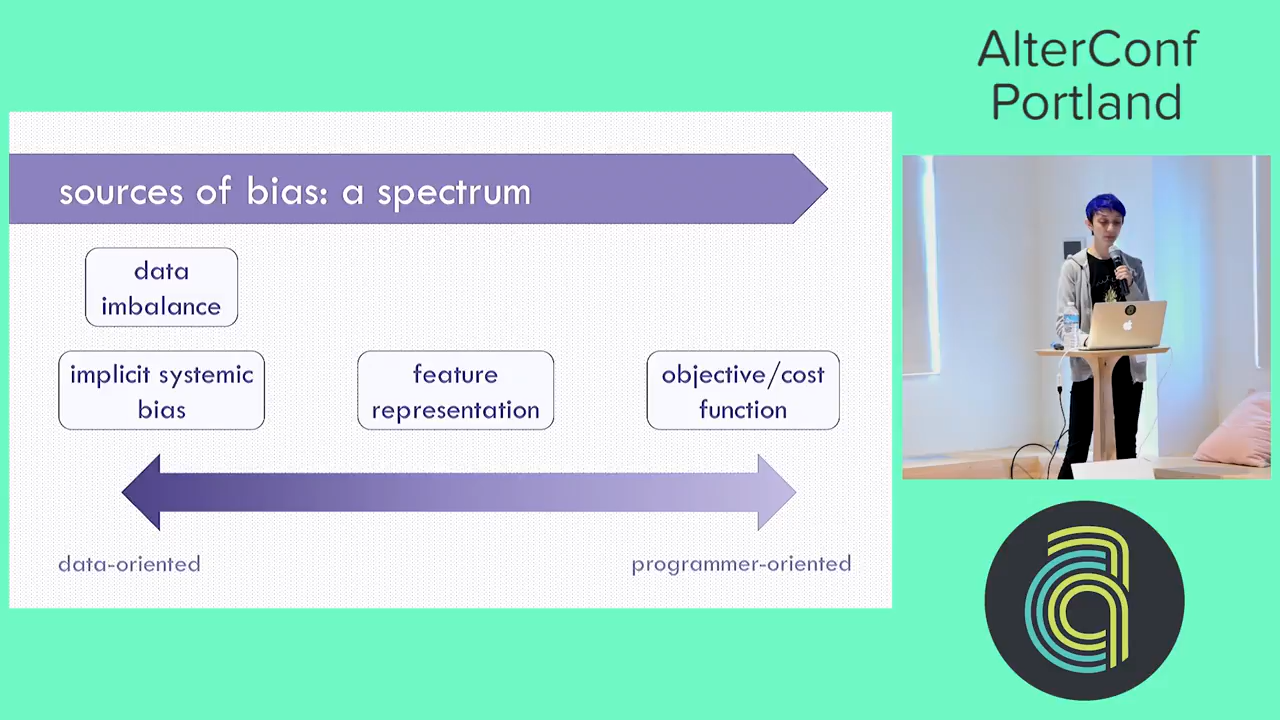 AlterConf
Portland
sources of bias: a spectrum
data
imbalance
implicit systemic
bias
feature
representation
objective/cost
function
data-oriented
programmer-oriented